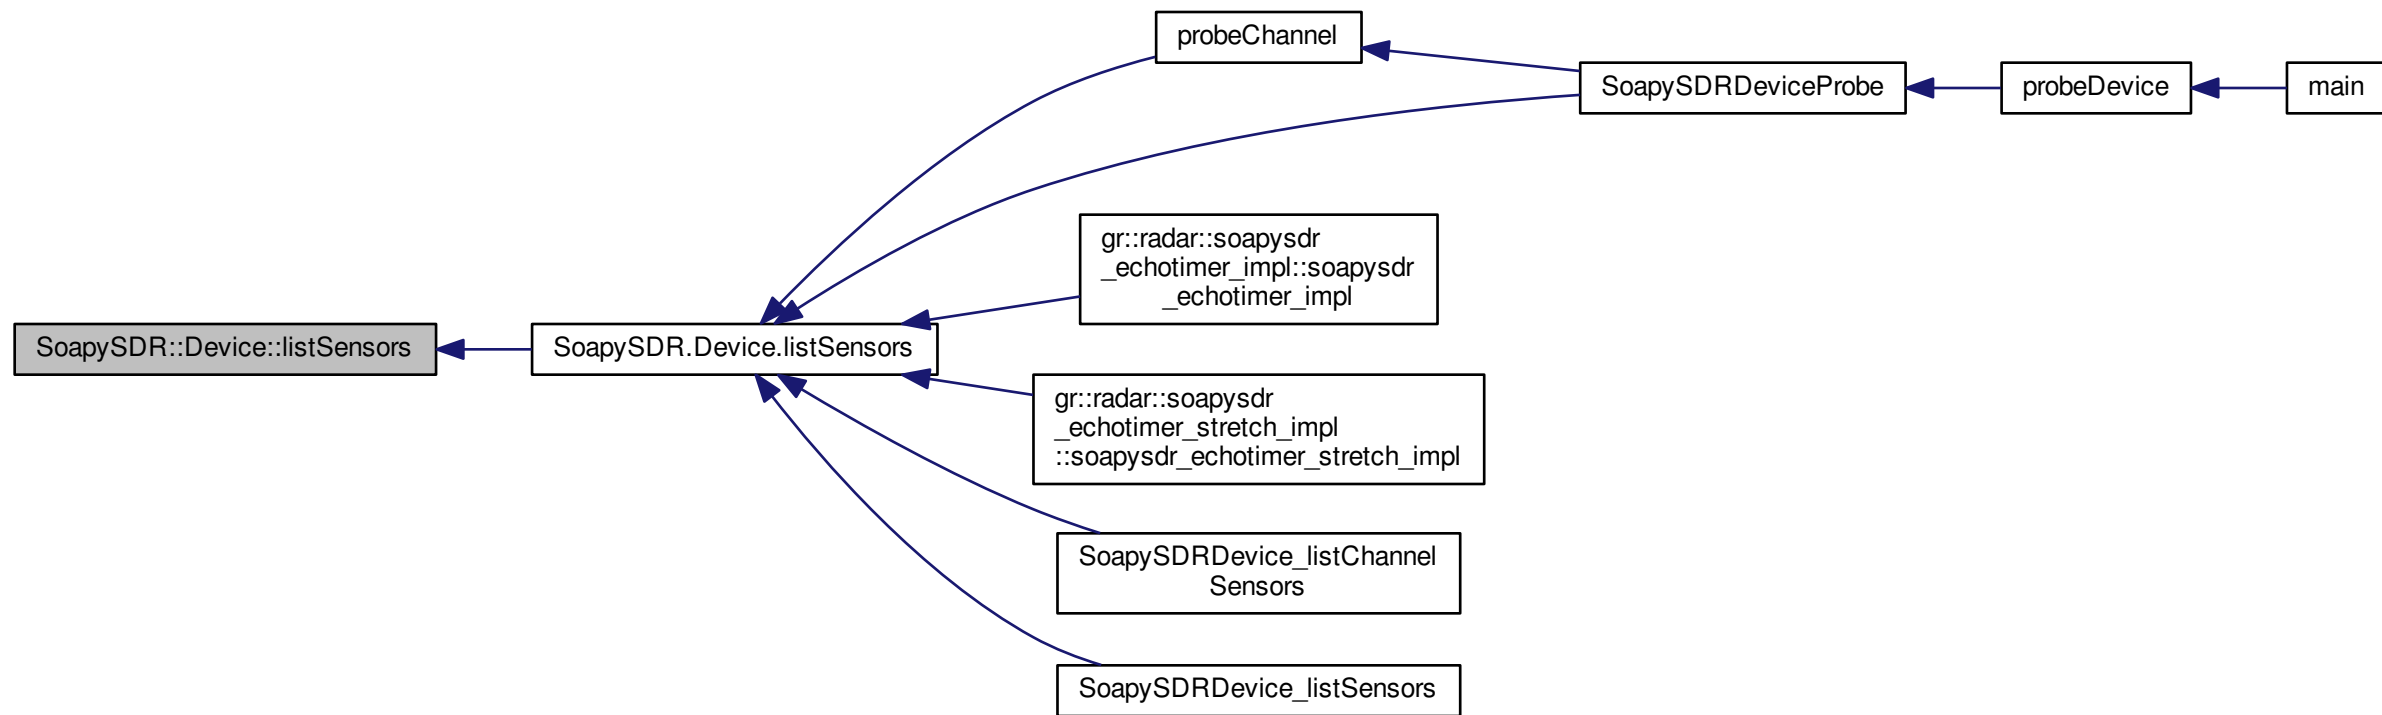 probeChannel
SoapySDRDeviceProbe
probeDevice
main
gr::radar::soapysdr
_echotimer_impl::soapysdr
_echotimer_impl
SoapySDR::Device::listSensors
SoapySDR.Device.listSensors
gr::radar::soapysdr
_echotimer_stretch_impl
::soapysdr_echotimer_stretch_impl
SoapySDRDevice_listChannel
Sensors
SoapySDRDevice_listSensors